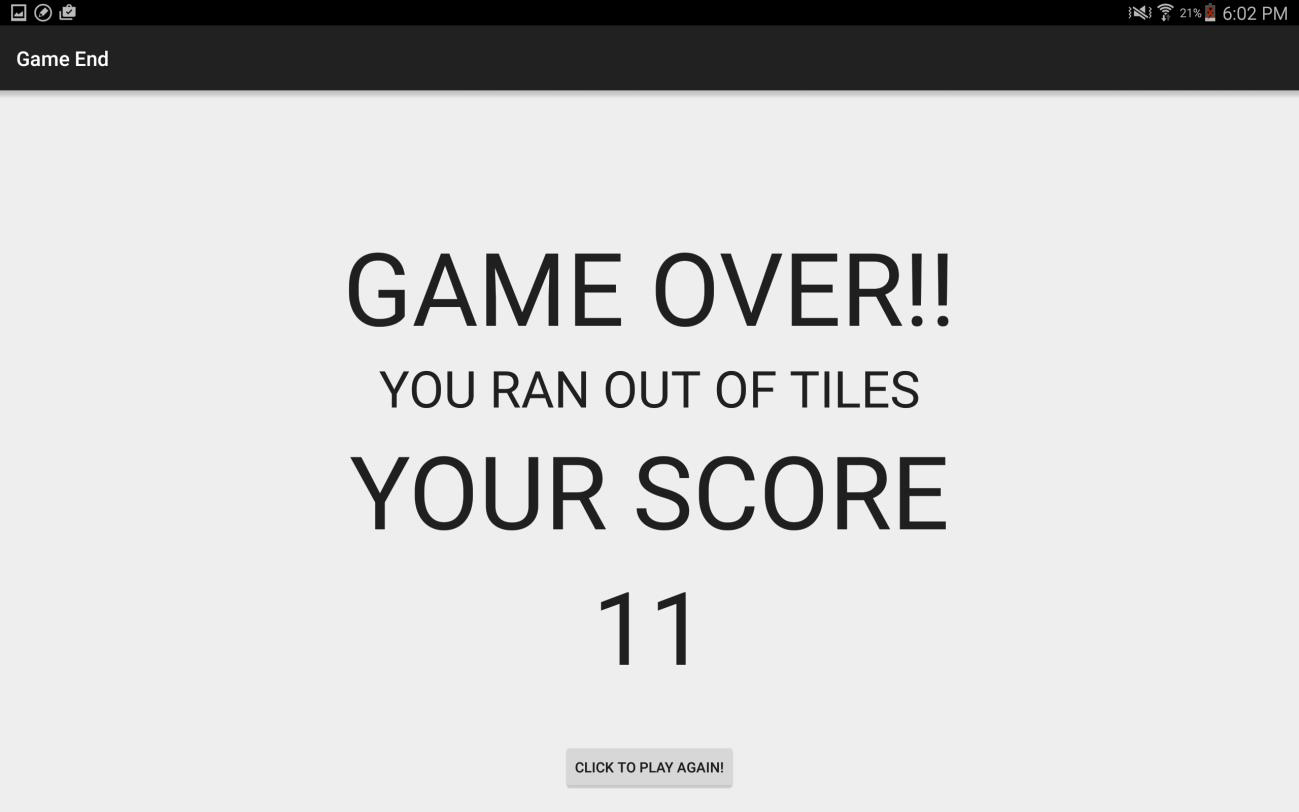 21% 6:02 PM
Game End
GAME OVER!!
YOU RAN OUT OF TILES
YOUR SCORE
11
CLICK TO PLAY AGAIN!